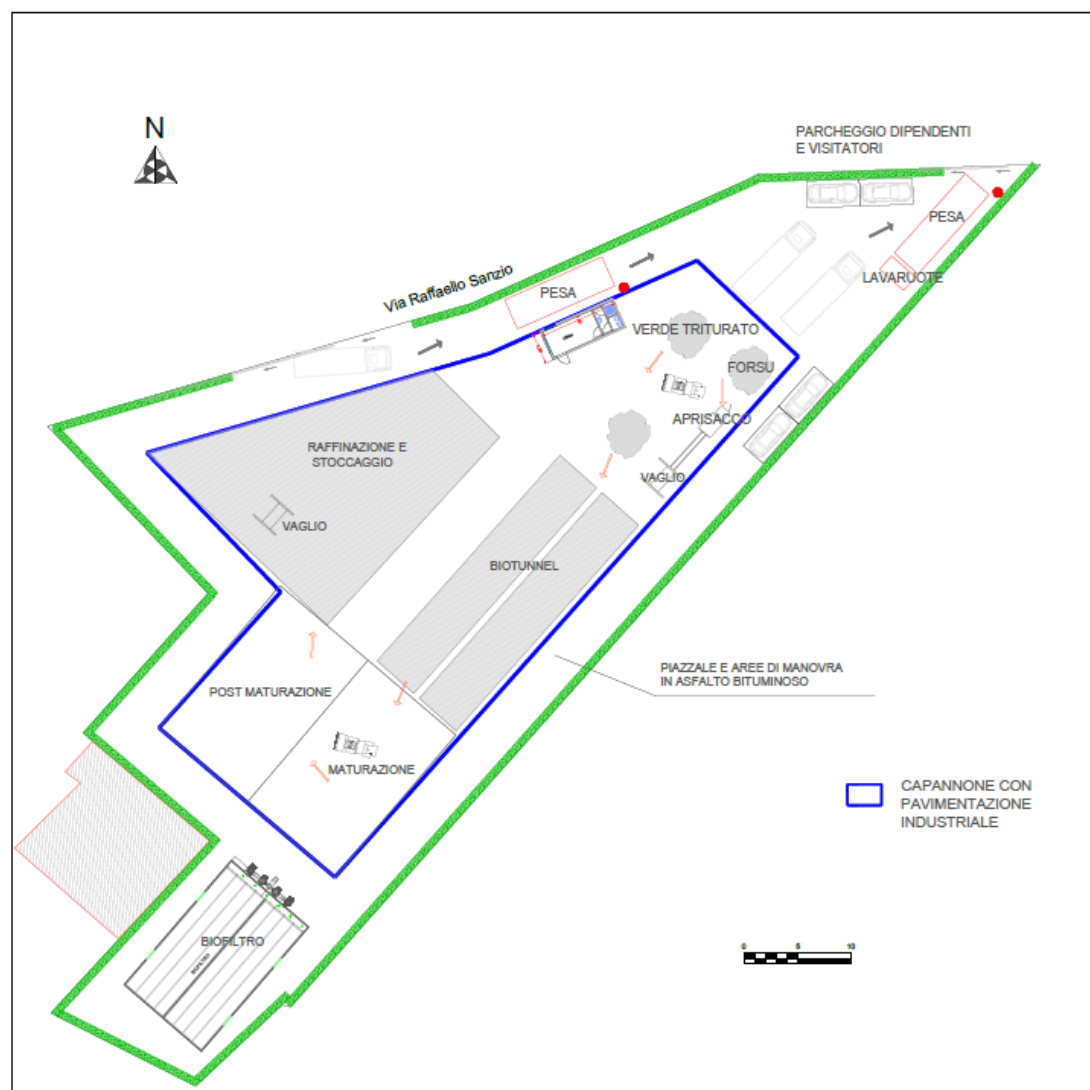 N
PARCHEGGIO DIPENDENTI
E VISITATORI
PESA
LAVARUOTE
Via Raffaello Sanzio
PESA
VERDE TRITURATO
FORSU
APRISACCO
VAGLIO
RAFFINAZIONE E
STOCCAGGIO
VAGLIO
BIOTUNNEL
PIAZZALE E AREE DI MANOVRA
IN ASFALTO BITUMINOSO
POST MATURAZIONE
MATURAZIONE
CAPANNONE CON
PAVIMENTAZIONE
INDUSTRIALE
BIOFILTRO
BIOFILTRO
0 5 10